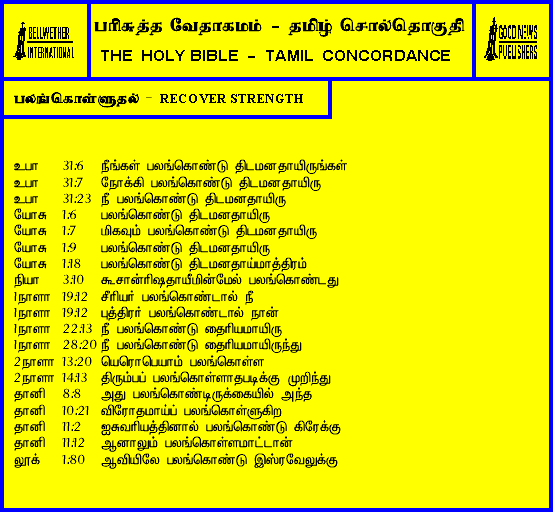 BELLWETHER
INTERNATIONAL
பரிசுத்த வேதாகமம் - தமிழ் சொல்தொகுதி
THE HOLY BIBLE - TAMIL CONCORDANCE
GOOD NEWS
PUBLISHERS
பலங்கொள்ளுதல் - RECOVER STRENGTH
உபா 31:6 நீங்கள் பலங்கொண்டு திடமனதாயிருங்கள்
உபா 31:7 நோக்கி பலங்கொண்டு திடமனதாயிரு
உபா 31:23 நீ பலங்கொண்டு திடமனதாயிரு
யோசு 1:6 பலங்கொண்டு திடமனதாயிரு
யோசு 1:7 மிகவும் பலங்கொண்டு திடமனதாயிரு
யோசு 1:9 பலங்கொண்டு திடமனதாயிரு
யோசு 1:18 பலங்கொண்டு திடமனதாய்மாத்திரம்
நியா 3:10 கூசான்ரிஷதாயீமின்மேல் பலங்கொண்டது
1நாளா 19:12 சீரியர் பலங்கொண்டால் நீ
1நாளா 19:12 புத்திரர் பலங்கொண்டால் நான்
1நாளா 22:13 நீ பலங்கொண்டு தைரியமாயிரு
1நாளா 28:20 நீ பலங்கொண்டு தைரியமாயிருந்து
2நாளா 13:20 யெரொபெயாம் பலங்கொள்ள
2நாளா 14:13 திரும்பப் பலங்கொள்ளாதபடிக்கு முறிந்து
தானி 8:8 அது பலங்கொண்டிருக்கையில் அந்த
தானி 10:21 விரோதமாய்ப் பலங்கொள்ளுகிற
தானி 11:2 ஐசுவரியத்தினால் பலங்கொண்டு கிரேக்கு
தானி 11:12 ஆனாலும் பலங்கொள்ளமாட்டான்
லூக் 1:80 ஆவியிலே பலங்கொண்டு இஸ்ரவேலுக்கு